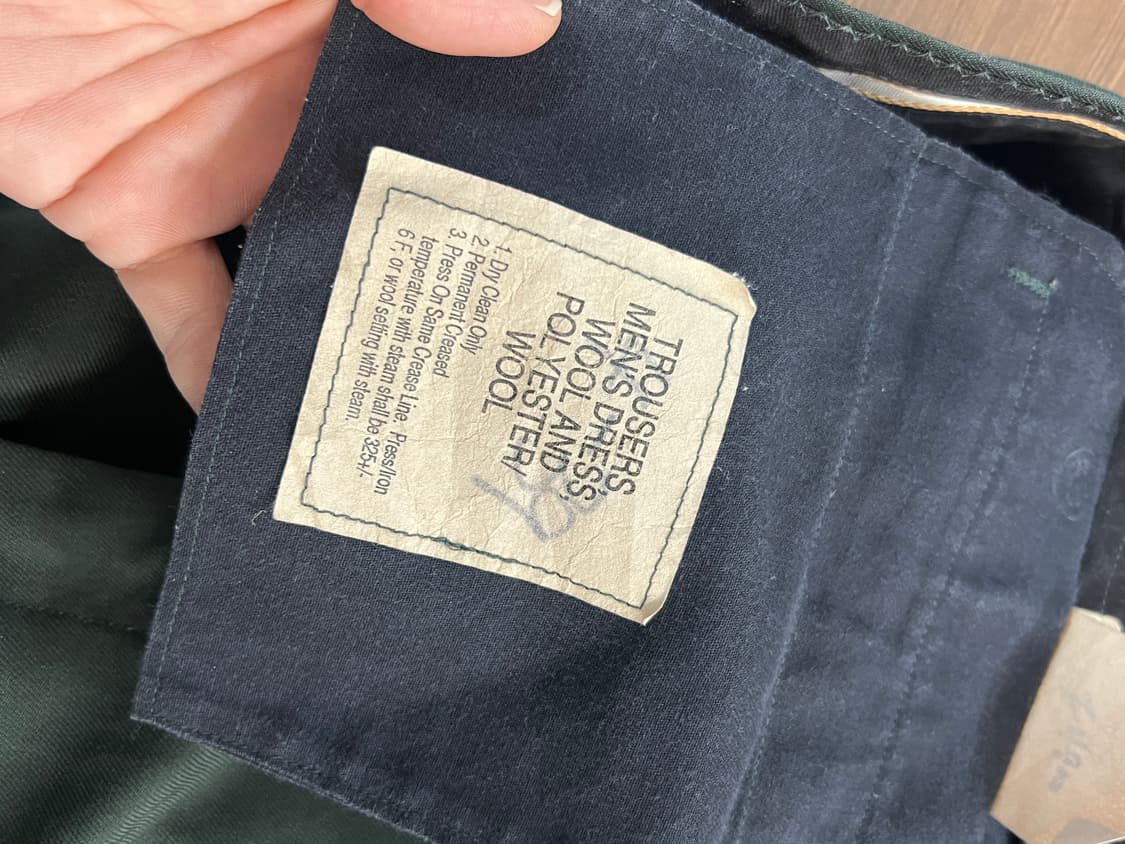 TROUSERS
MEN'S DRESS,
WOOL AND
POLYESTER/
WOOL
1. Dry Clean Only
2. Permanent Creased
3. Press On Same Crease Line. Press/Iron
temperature with steam shall be 325+/-
6 F, or wool setting with steam.